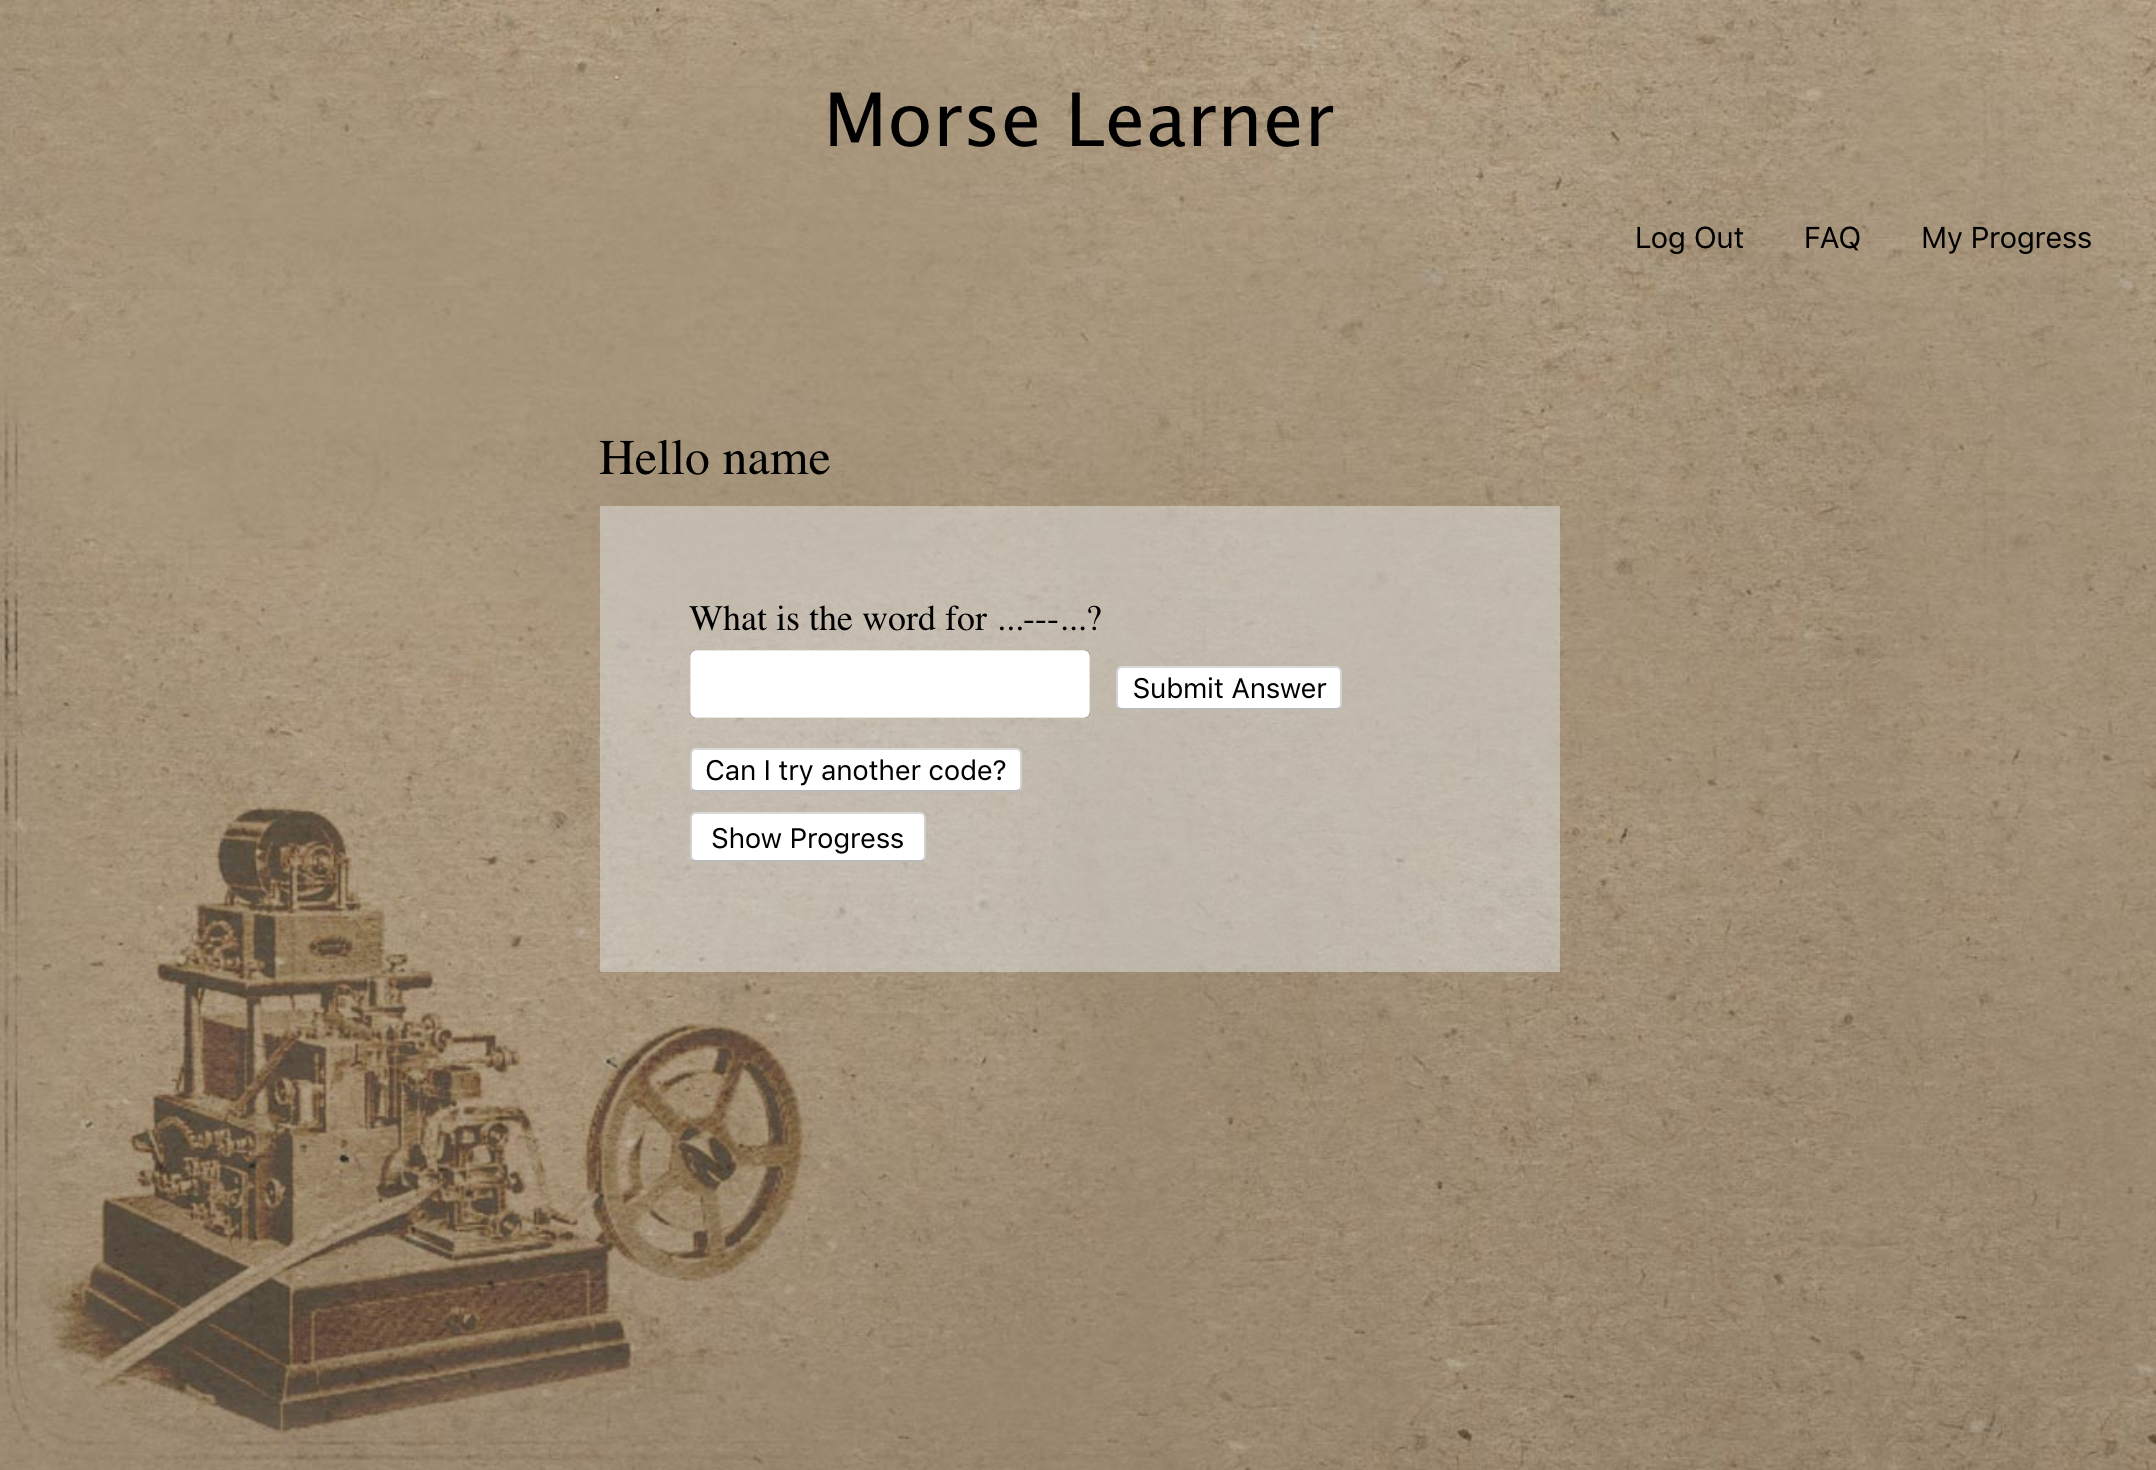 Morse Learner
Log Out FAQ My Progress
Hello name
What is the word for ...---...?
Submit Answer
Can I try another code?
Show Progress